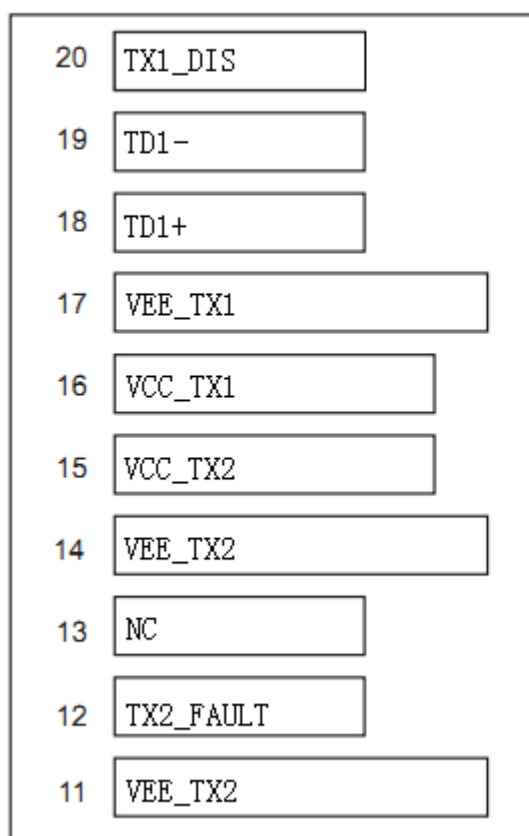 20 TX1_DIS
19 TD1-
18 TD1+
17 VEE_TX1
16 VCC_TX1
15 VCC_TX2
14 VEE_TX2
13 NC
12 TX2_FAULT
11 VEE_TX2